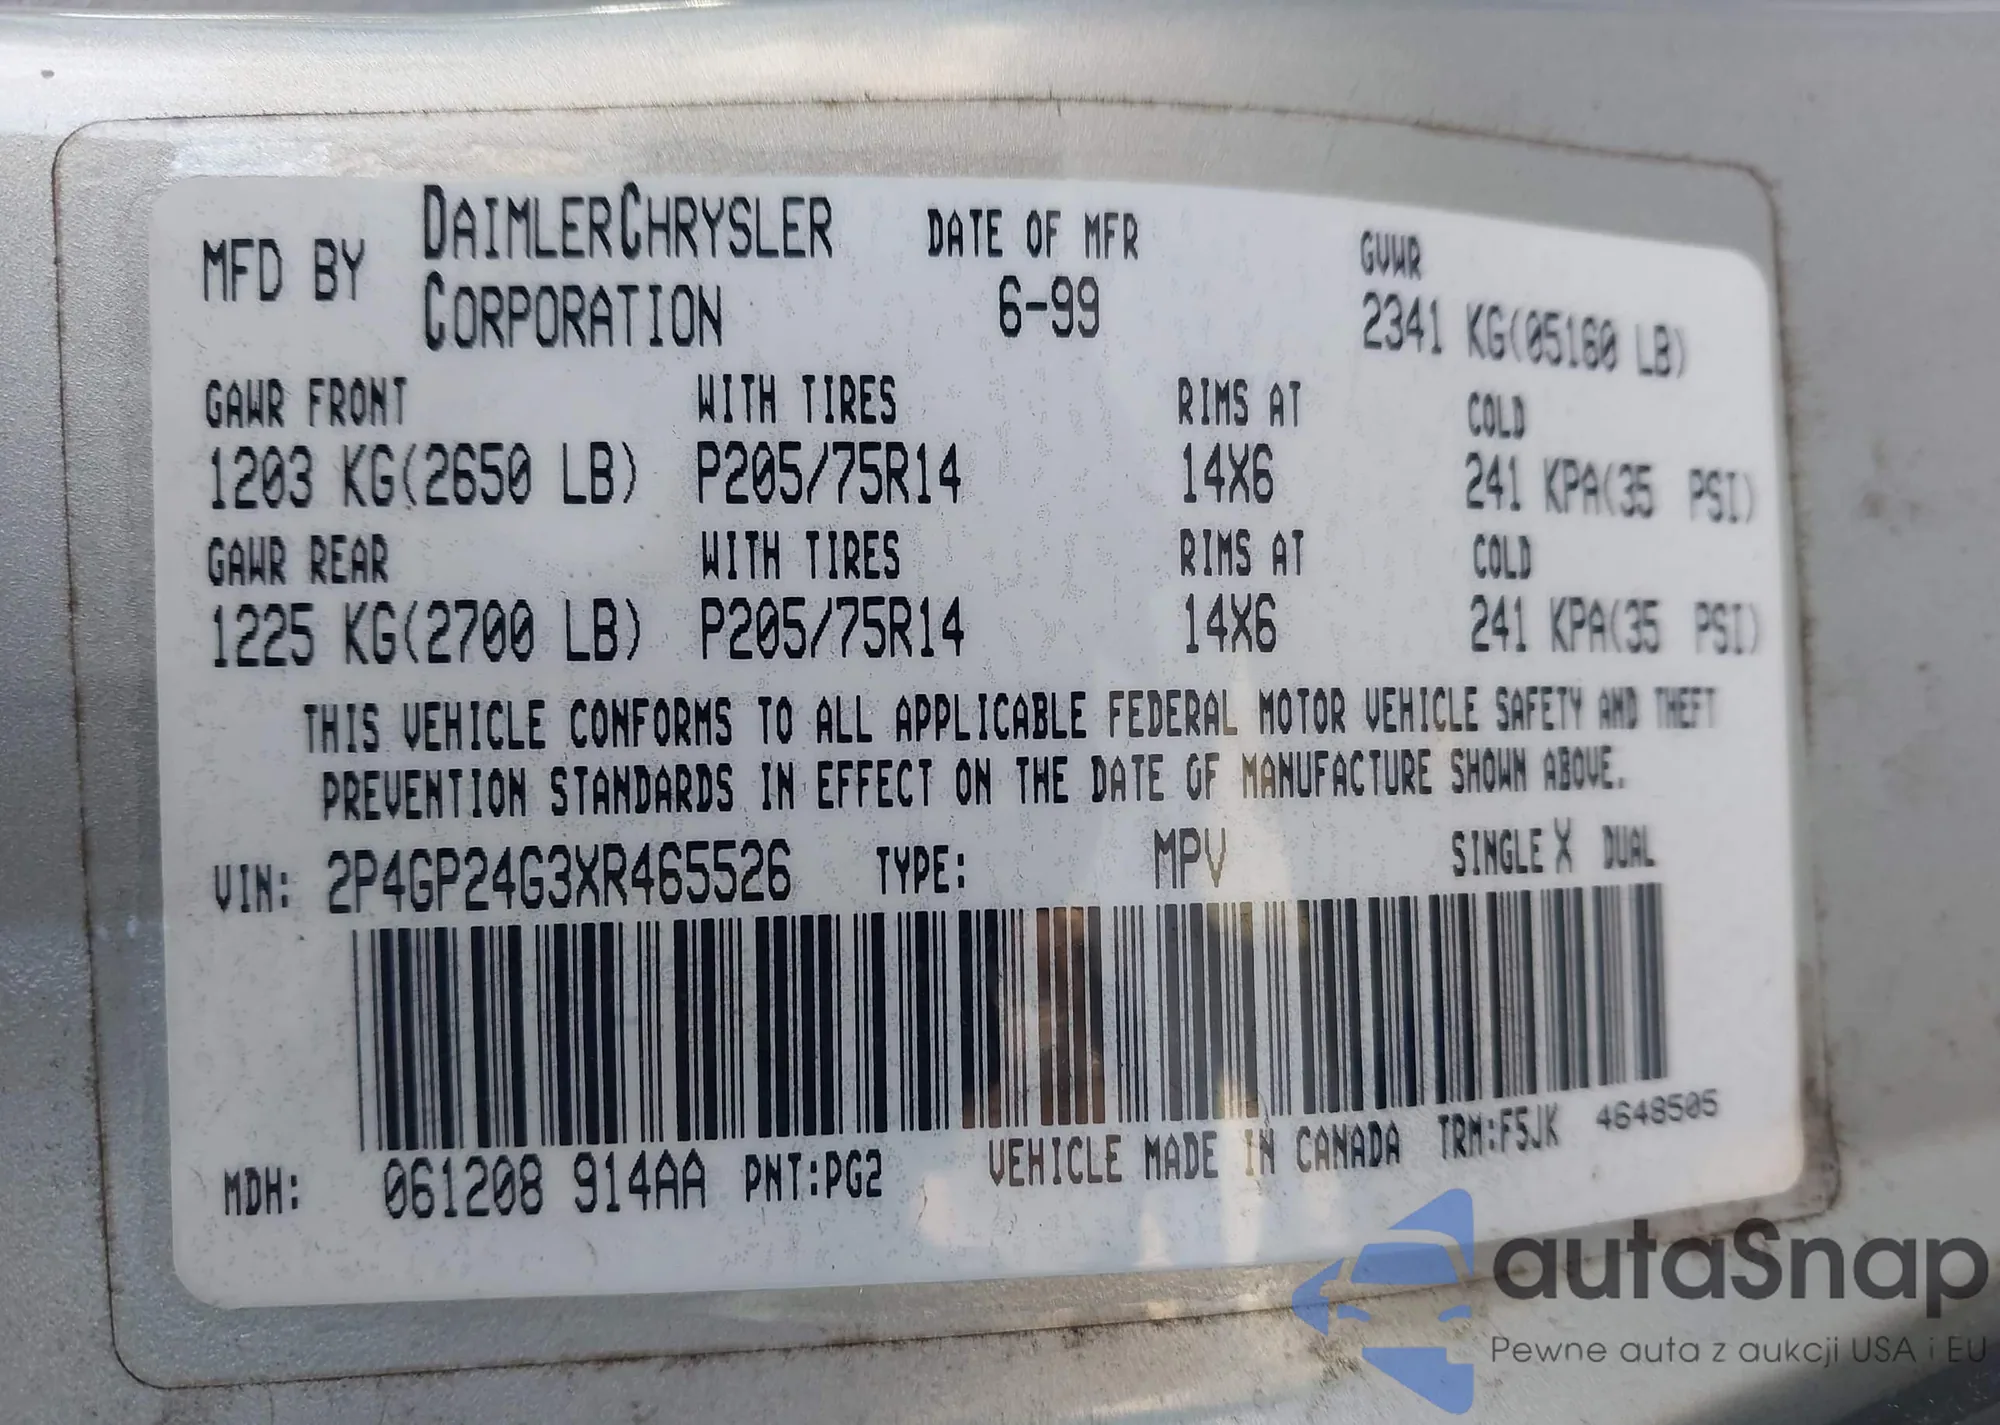 MFD BY DAIMLERCHRYSLER CORPORATION
DATE OF MFR
6-99
GVWR
2341 KG(05160 LB)
GAWR FRONT WITH TIRES RIMS AT COLD
1203 KG(2650 LB) P205/75R14 14X6 241 KPA(35 PSI)
GAWR REAR WITH TIRES RIMS AT COLD
1225 KG(2700 LB) P205/75R14 14X6 241 KPA(35 PSI)
THIS VEHICLE CONFORMS TO ALL APPLICABLE FEDERAL MOTOR VEHICLE SAFETY AND THEFT
PREVENTION STANDARDS IN EFFECT ON THE DATE OF MANUFACTURE SHOWN ABOVE.
VIN: 2P4GP24G3XR465526 TYPE: MPV SINGLE X DUAL
MDH: 061208 914AA PNT:PG2 VEHICLE MADE IN CANADA TRM:F5JK 4648505
autaSnap
Pewne auta z aukcji USA i EU